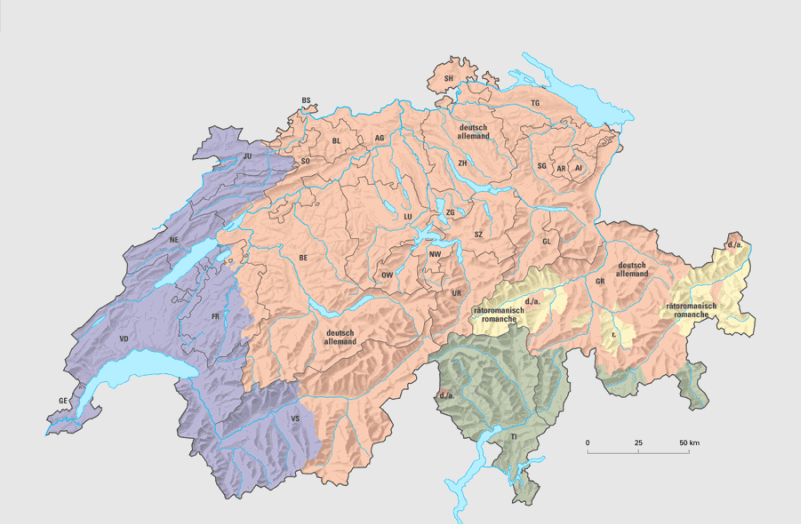 SH
BS
TG
deutsch
allemand
BL
AG
JU
SO
ZH
SG
AR
AI
LU
ZG
NE
SZ
d./a.
BE
NW
GL
OW
deutsch
allemand
UR
GR
d./a.
FR
rätoromanisch
romanche
rätoromanisch
romanche
VD
deutsch
allemand
r.
GE
d./a.
VS
TI
0 25 50 km